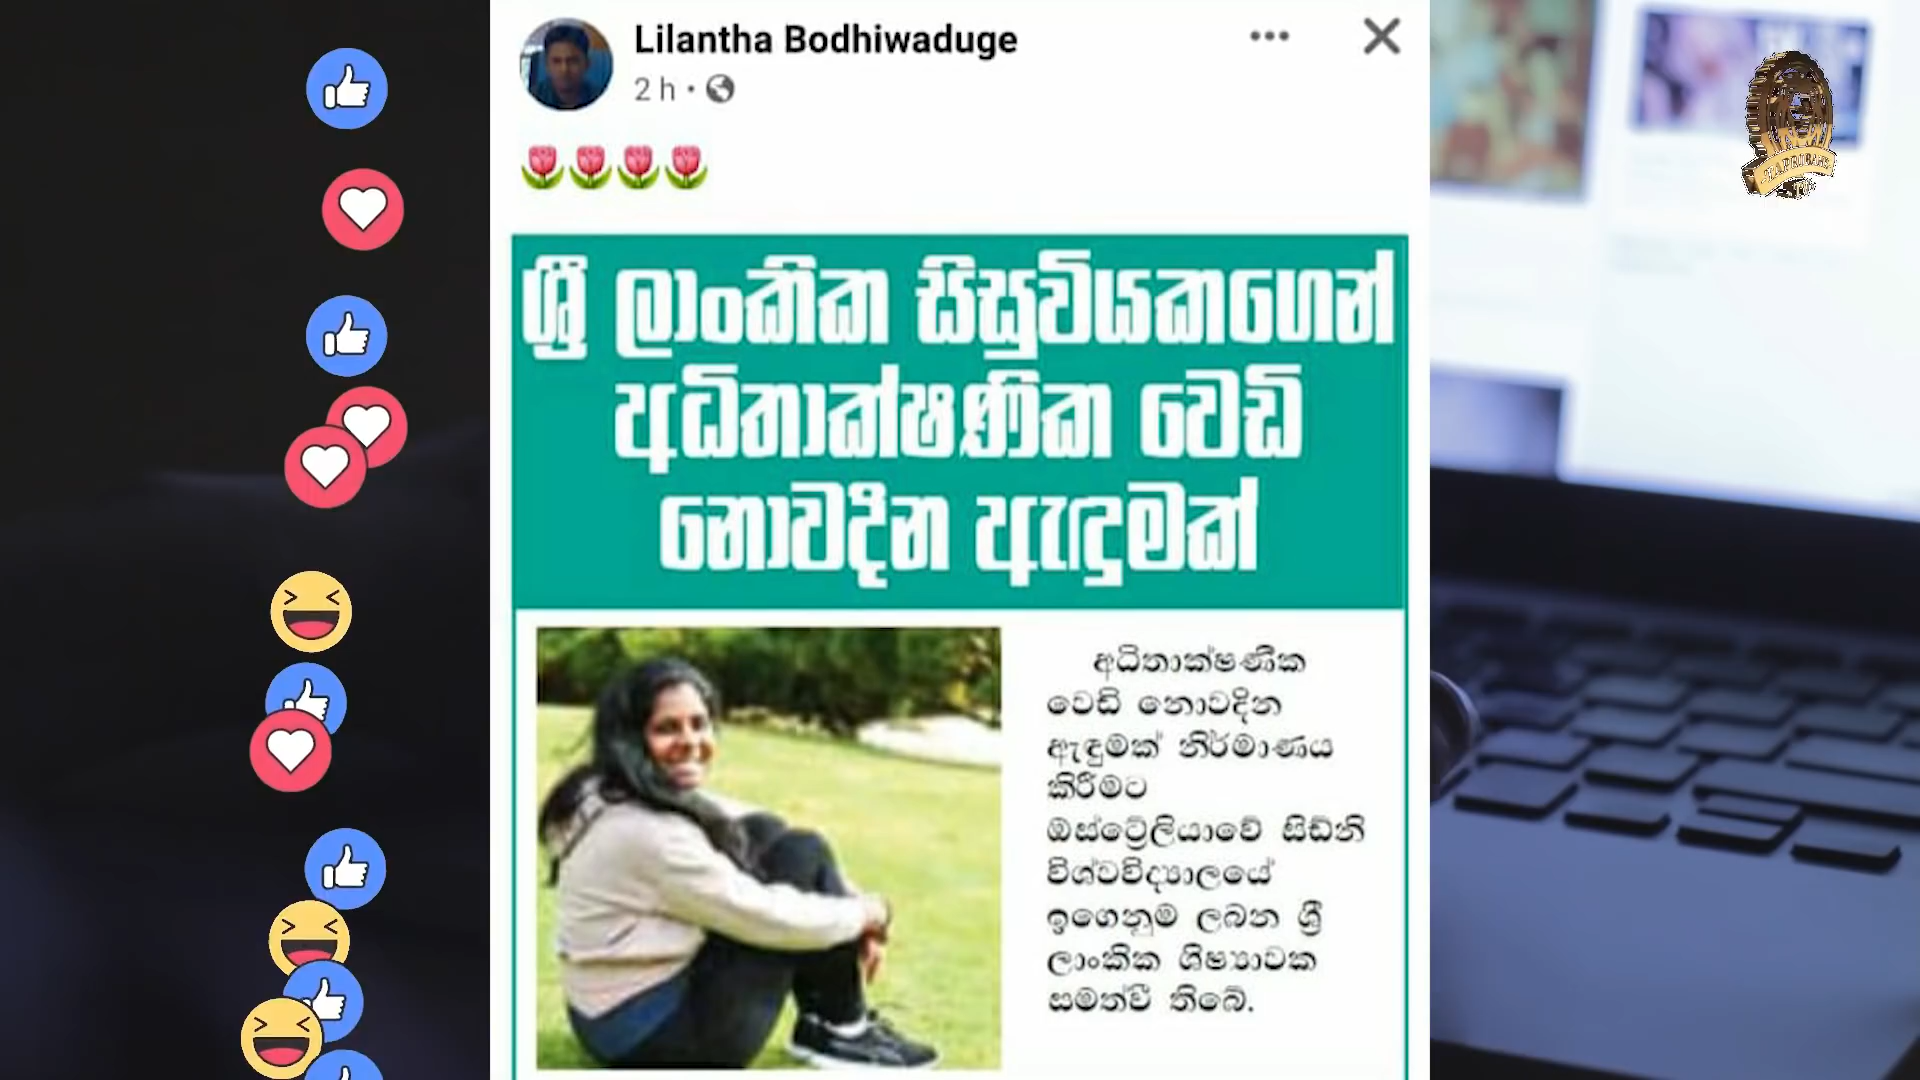 Lilantha Bodhiwaduge
2 h
ශ්‍රී ලාංකික සිසුවියකගෙන්
අධිතාක්ෂණික වෙඩි
නොවදින ඇඳුමක්
අධිතාක්ෂණික
වෙඩි නොවදින
ඇඳුමක් නිර්මාණය
කිරීමට
ඔස්ට්‍රේලියාවේ සිඩ්නි
විශ්වවිද්‍යාලයේ
ඉගෙනුම ලබන ශ්‍රී
ලාංකික ශිෂ්‍යාවක
සමත්වී තිබේ.